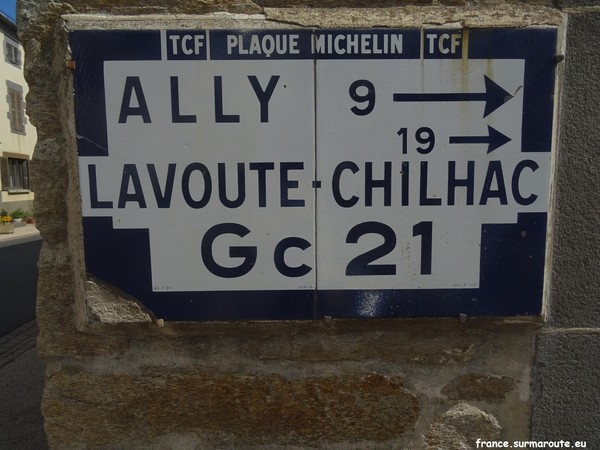 TCF PLAQUE MICHELIN TCF
ALLY 9
19
LAVOUTE-CHILHAC
Gc 21
france.surmaroute.eu